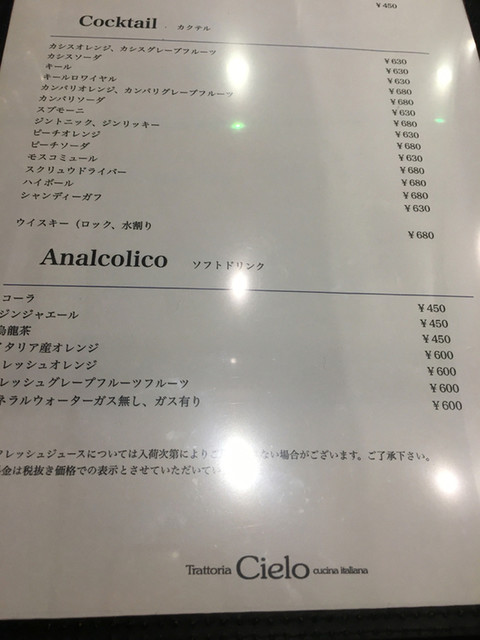 ¥450
Cocktail カクテル
カシスオレンジ、カシスグレープフルーツ ¥630
カシスソーダ ¥630
キール ¥630
キールロワイヤル ¥680
カンパリオレンジ、カンパリグレープフルーツ ¥680
カンパリソーダ ¥630
スプモーニ ¥680
ジントニック、ジンリッキー ¥630
ピーチオレンジ ¥680
ピーチソーダ ¥630
モスコミュール ¥680
スクリュウドライバー ¥680
ハイボール ¥680
シャンディーガフ ¥630
ウイスキー（ロック、水割り ¥680
Analcolico ソフトドリンク
コーラ ¥450
ジンジャエール ¥450
烏龍茶 ¥450
イタリア産オレンジ ¥600
レッシュオレンジ ¥600
レッシュグレープフルーツフルーツ ¥600
ネラルウォーターガス無し、ガス有り ¥600
フレッシュジュースについては入荷次第によりご ない場合がございます。ご了承下さい。
金は税抜き価格での表示とさせていただいてい
Trattoria Cielo cucina italiana